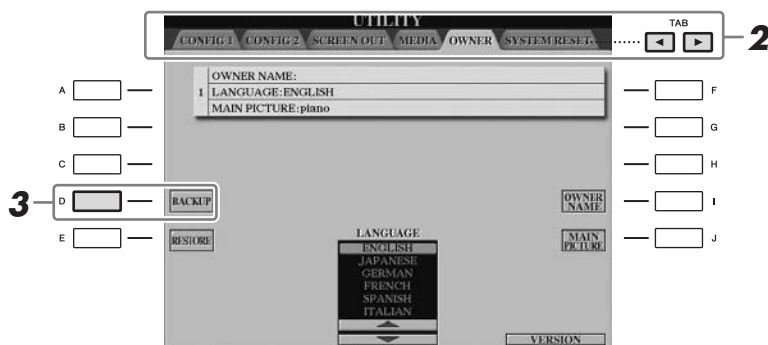 UTILITY
TAB
CONFIG 1 CONFIG 2 SCREEN OUT MEDIA OWNER SYSTEM RESET
2
OWNER NAME:
1 LANGUAGE:ENGLISH
MAIN PICTURE:piano
A
F
B
G
C
H
3
D
BACKUP
OWNER
NAME
I
E
RESTORE
LANGUAGE
MAIN
PICTURE
J
ENGLISH
JAPANESE
GERMAN
FRENCH
SPANISH
ITALIAN
VERSION